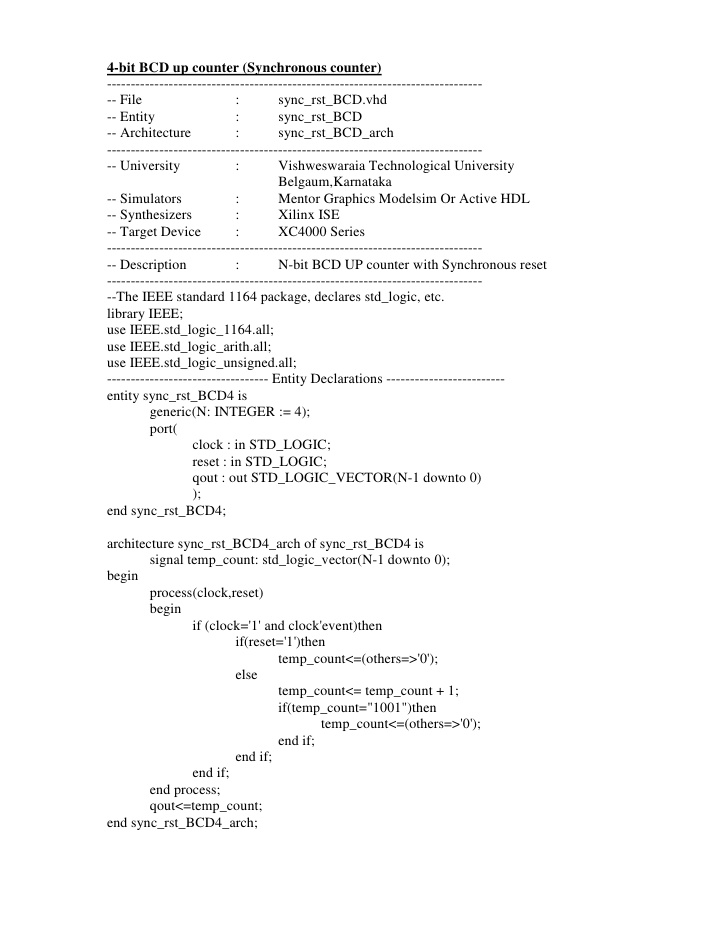 4-bit BCD up counter (Synchronous counter)
-------------------------------------------------------------------------------
-- File : sync_rst_BCD.vhd
-- Entity : sync_rst_BCD
-- Architecture : sync_rst_BCD_arch
-------------------------------------------------------------------------------
-- University : Vishweswaraia Technological University
Belgaum,Karnataka
-- Simulators : Mentor Graphics Modelsim Or Active HDL
-- Synthesizers : Xilinx ISE
-- Target Device : XC4000 Series
-------------------------------------------------------------------------------
-- Description : N-bit BCD UP counter with Synchronous reset
-------------------------------------------------------------------------------
--The IEEE standard 1164 package, declares std_logic, etc.
library IEEE;
use IEEE.std_logic_1164.all;
use IEEE.std_logic_arith.all;
use IEEE.std_logic_unsigned.all;
---------------------------------- Entity Declarations -------------------------
entity sync_rst_BCD4 is
generic(N: INTEGER := 4);
port(
clock : in STD_LOGIC;
reset : in STD_LOGIC;
qout : out STD_LOGIC_VECTOR(N-1 downto 0)
);
end sync_rst_BCD4;
architecture sync_rst_BCD4_arch of sync_rst_BCD4 is
signal temp_count: std_logic_vector(N-1 downto 0);
begin
process(clock,reset)
begin
if (clock='1' and clock'event)then
if(reset='1')then
temp_count<=(others=>'0');
else
temp_count<= temp_count + 1;
if(temp_count="1001")then
temp_count<=(others=>'0');
end if;
end if;
end if;
end process;
qout<=temp_count;
end sync_rst_BCD4_arch;